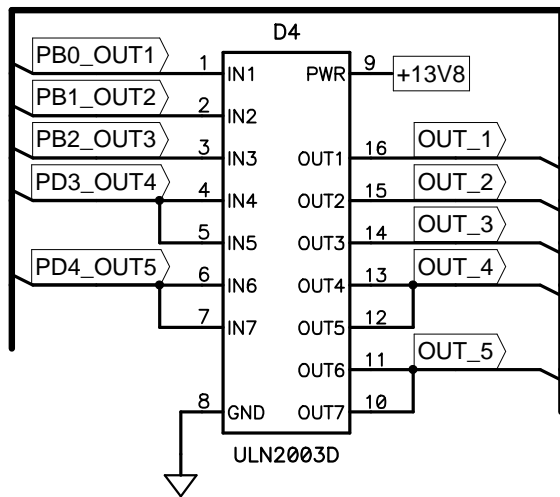 D4
PB0_OUT1 1 IN1 PWR 9 +13V8
PB1_OUT2 2 IN2
PB2_OUT3 3 IN3 OUT1 16 OUT_1
PD3_OUT4 4 IN4 OUT2 15 OUT_2
5 IN5 OUT3 14 OUT_3
PD4_OUT5 6 IN6 OUT4 13 OUT_4
7 IN7 OUT5 12
OUT6 11 OUT_5
8 GND OUT7 10
ULN2003D